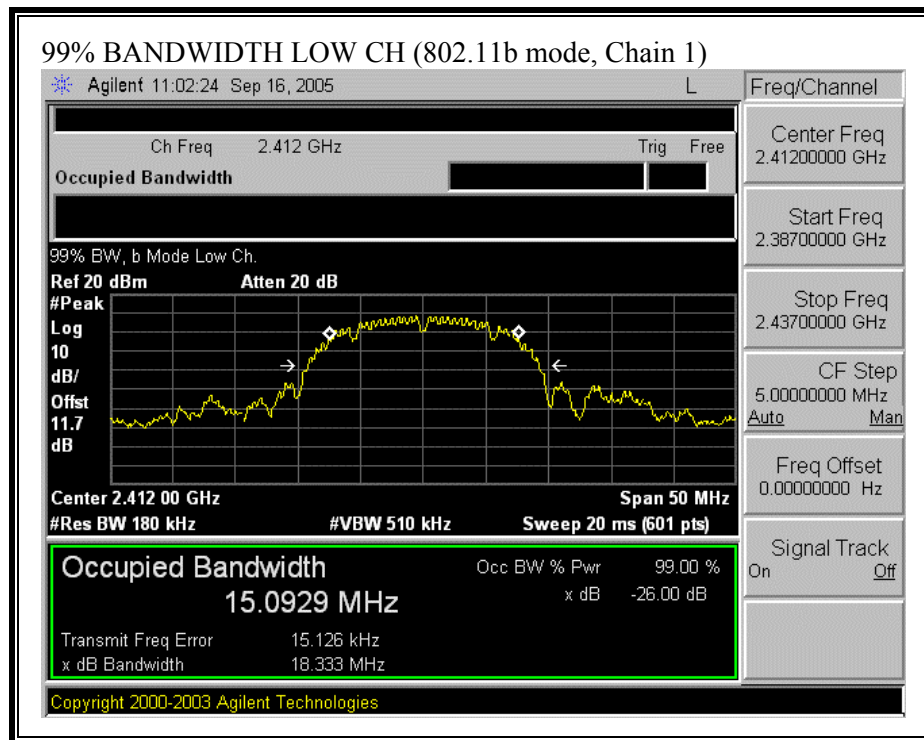 99% BANDWIDTH LOW CH (802.11b mode, Chain 1)
Agilent 11:02:24 Sep 16, 2005 L
Freq/Channel
Ch Freq 2.412 GHz Trig Free
Occupied Bandwidth
Center Freq
2.41200000 GHz
Start Freq
2.38700000 GHz
Stop Freq
2.43700000 GHz
CF Step
5.00000000 MHz
Auto Man
Freq Offset
0.00000000 Hz
Signal Track
On Off
99% BW, b Mode Low Ch.
Ref 20 dBm Atten 20 dB
#Peak
Log
10
dB/
Offst
11.7
dB
Center 2.412 00 GHz Span 50 MHz
#Res BW 180 kHz #VBW 510 kHz Sweep 20 ms (601 pts)
Occupied Bandwidth Occ BW % Pwr 99.00 %
15.0929 MHz x dB -26.00 dB
Transmit Freq Error 15.126 kHz
x dB Bandwidth 18.333 MHz
Copyright 2000-2003 Agilent Technologies